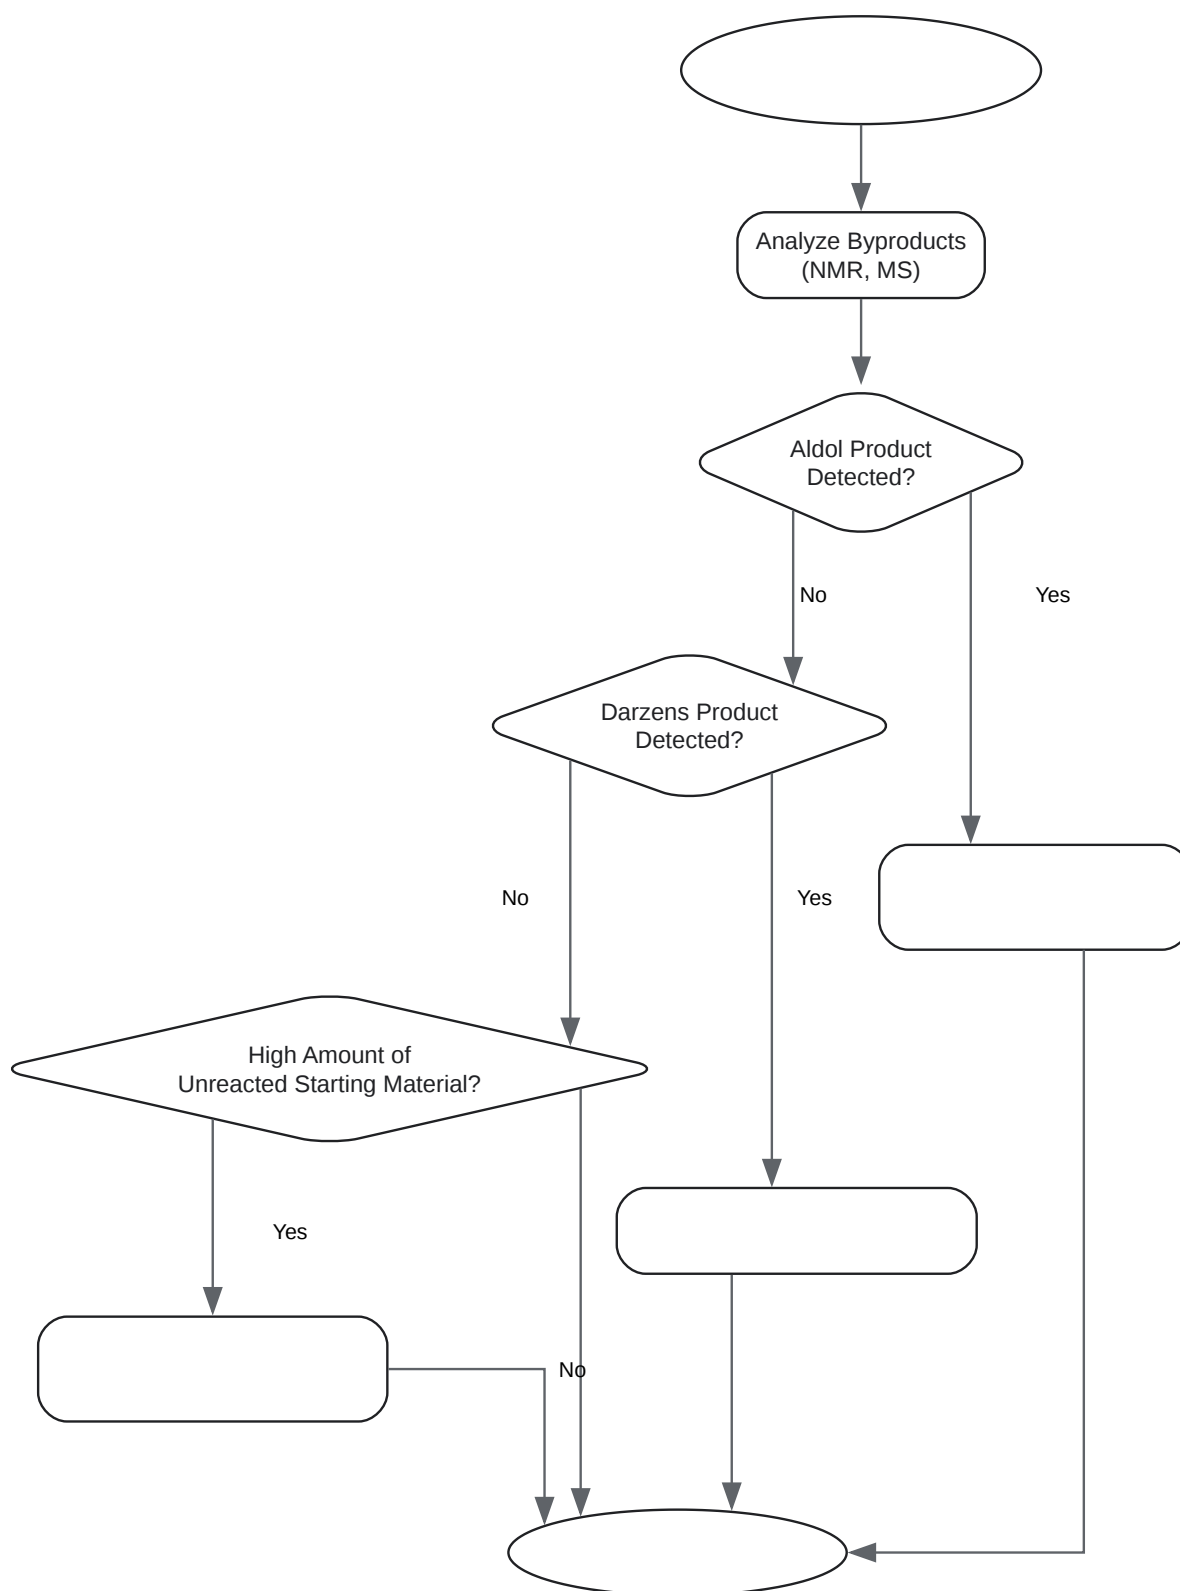 Analyze Byproducts
(NMR, MS)
Aldol Product
Detected?
No
Yes
Darzens Product
Detected?
No
Yes
High Amount of
Unreacted Starting Material?
Yes
No